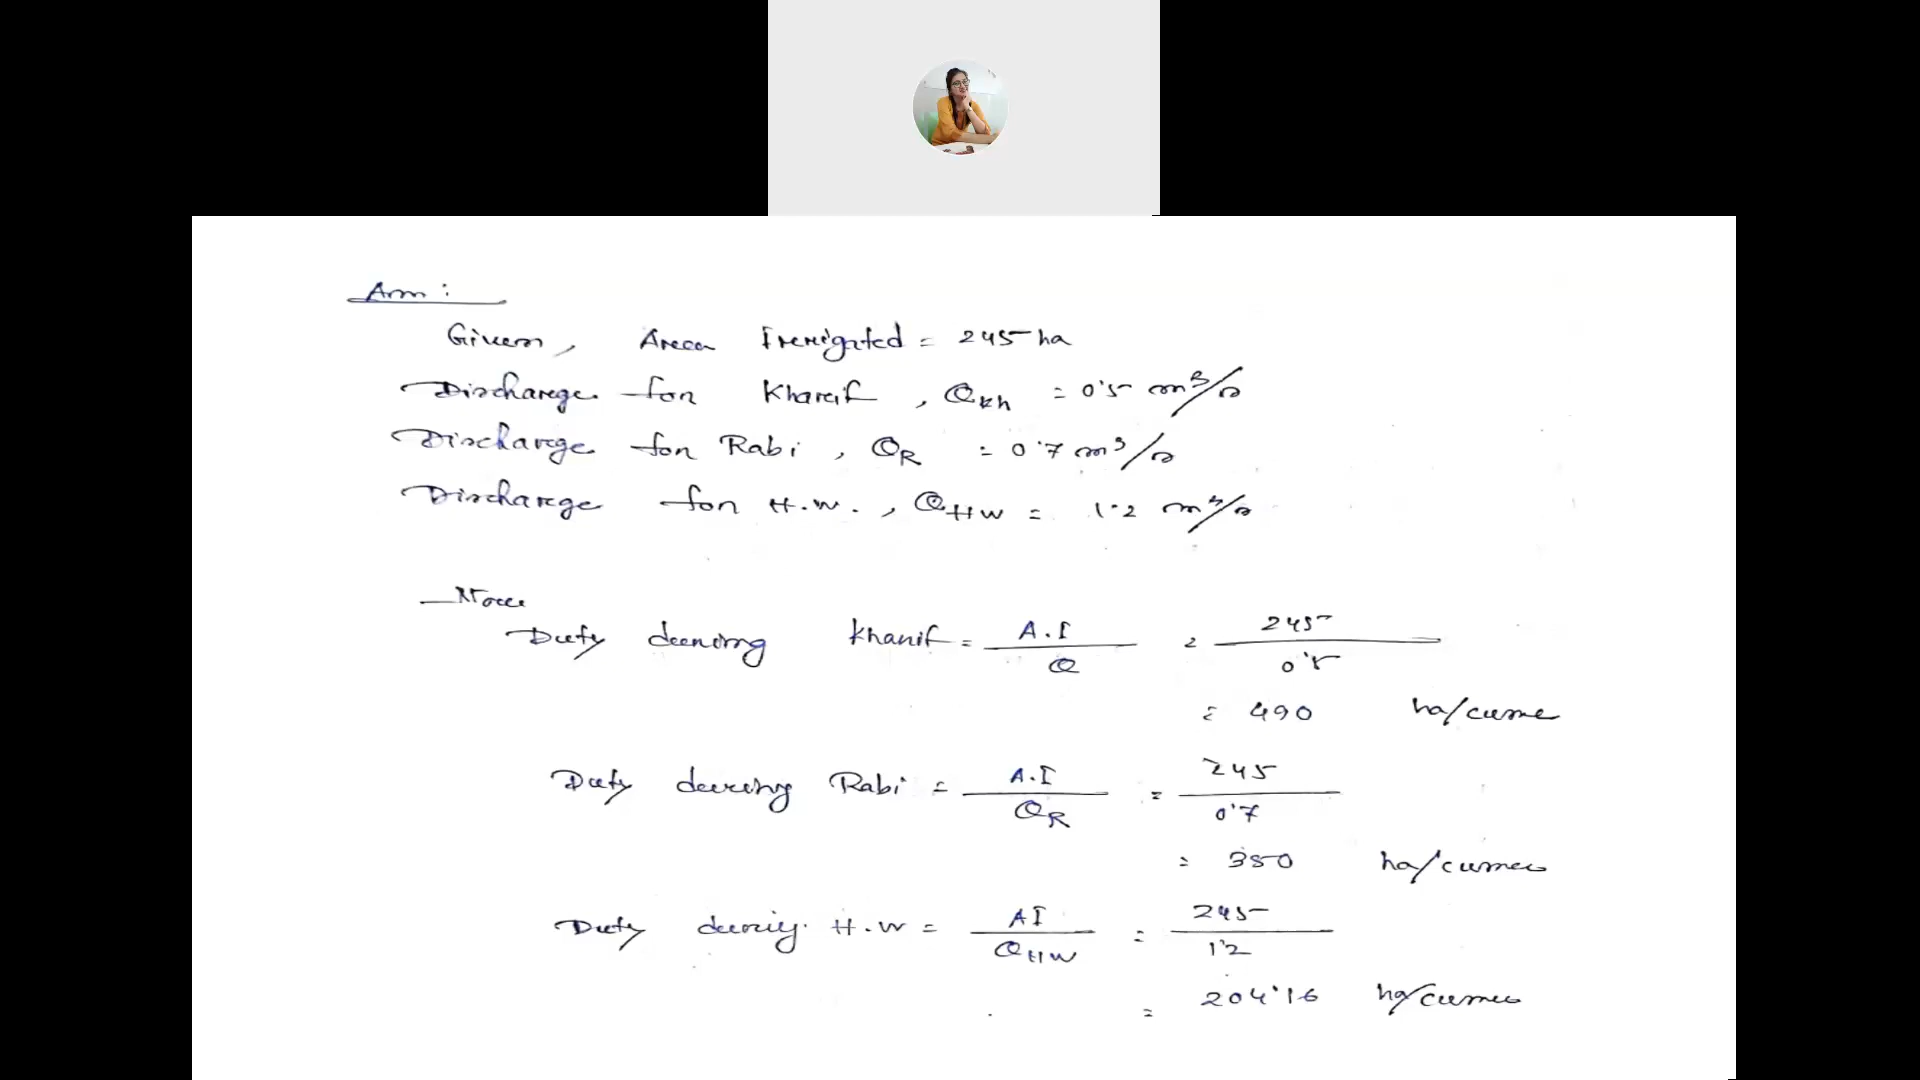 Ans :
Given, Area Irrigated = 245 ha
Discharge for Kharif, Qkh = 0.5 m³/s
Discharge for Rabi, QR = 0.7 m³/s
Discharge for H.W., QHW = 1.2 m³/s
Now
Duty during Kharif = A.I / Q = 245 / 0.5
= 490 ha/cume
Duty during Rabi = A.I / QR = 245 / 0.7
= 350 ha/cumec
Duty during H.W = AI / QHW = 245 / 1.2
= 204.16 ha/cumec